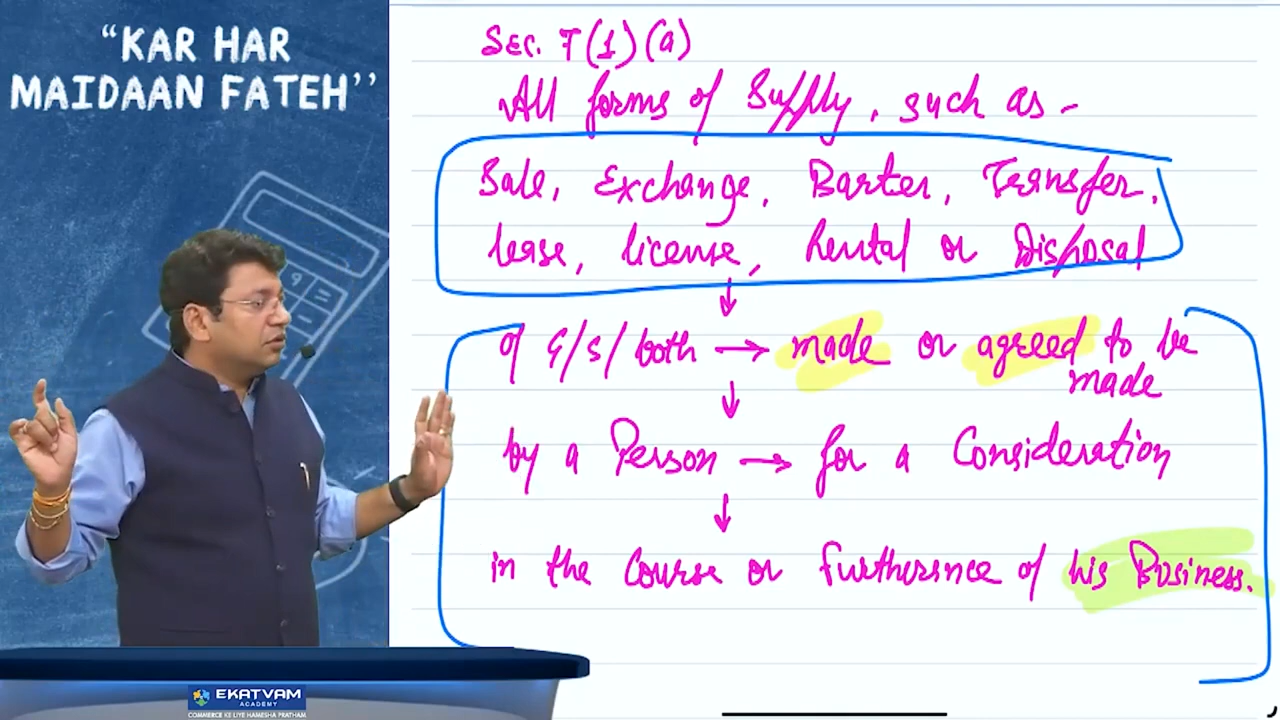 “KAR HAR
MAIDAAN FATEH’’
Sec. 7(1)(a)
All forms of Supply, such as -
Sale, Exchange, Barter, Transfer,
lease, license, Rental or Disposal
of G/S/both → made or agreed to be
made
by a Person → for a Consideration
in the Course or furtherence of his Business.
EKATVAM
ACADEMY
COMMERCE KE LIYE HAMESHA PRATHAM